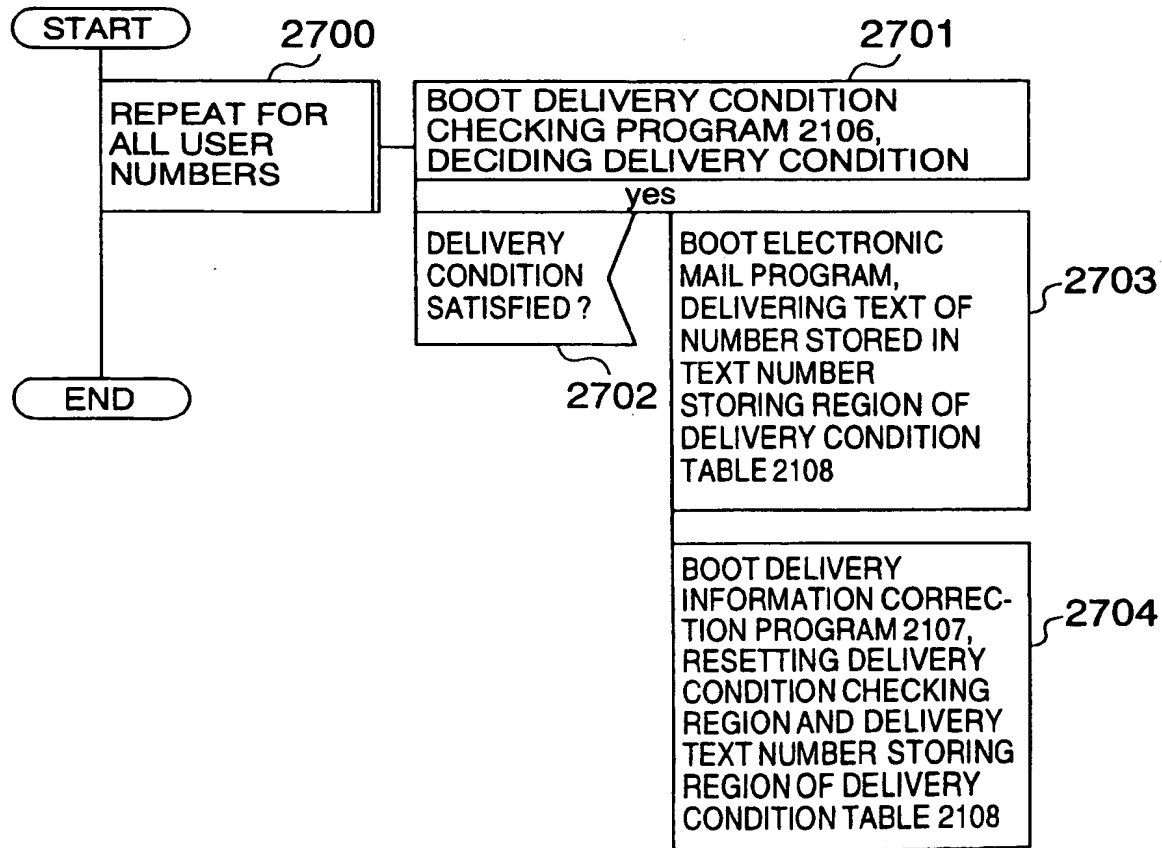 START
2700
REPEAT FOR
ALL USER
NUMBERS
2701
BOOT DELIVERY CONDITION
CHECKING PROGRAM 2106,
DECIDING DELIVERY CONDITION
yes
DELIVERY
CONDITION
SATISFIED ?
2702
BOOT ELECTRONIC
MAIL PROGRAM,
DELIVERING TEXT OF
NUMBER STORED IN
TEXT NUMBER
STORING REGION OF
DELIVERY CONDITION
TABLE 2108
2703
BOOT DELIVERY
INFORMATION CORREC-
TION PROGRAM 2107,
RESETTING DELIVERY
CONDITION CHECKING
REGION AND DELIVERY
TEXT NUMBER STORING
REGION OF DELIVERY
CONDITION TABLE 2108
2704
END